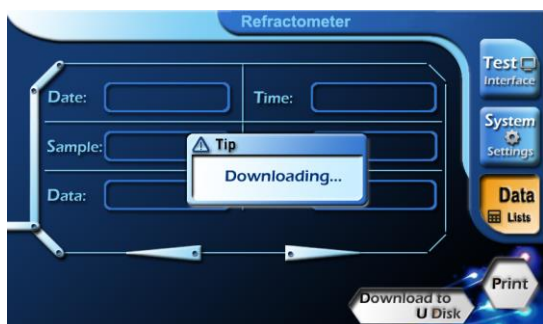 Refractometer
Test
Interface
Date:
Time:
System
Settings
Sample:
Tip
Downloading...
Data:
Data
Lists
Print
Download to
U Disk